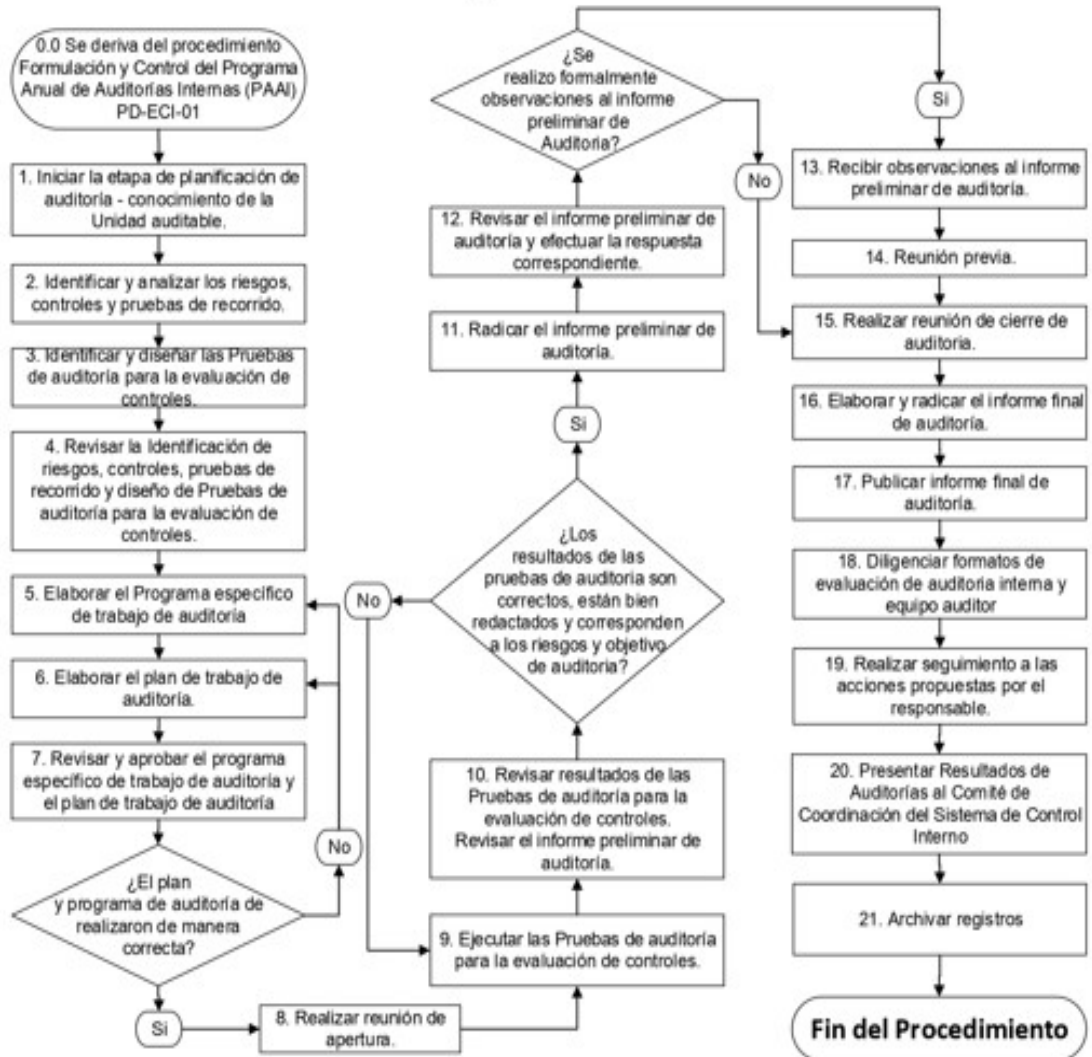 0.0 Se deriva del procedimiento
Formulación y Control del Programa
Anual de Auditorías Internas (PAAI)
PD-ECI-01
1. Iniciar la etapa de planificación de
auditoría - conocimiento de la
Unidad auditable.
2. Identificar y analizar los riesgos,
controles y pruebas de recorrido.
3. Identificar y diseñar las Pruebas
de auditoría para la evaluación de
controles.
4. Revisar la Identificación de
riesgos, controles, pruebas de
recorrido y diseño de Pruebas de
auditoría para la evaluación de
controles.
5. Elaborar el Programa específico
de trabajo de auditoría
6. Elaborar el plan de trabajo de
auditoría.
7. Revisar y aprobar el programa
específico de trabajo de auditoría y
el plan de trabajo de auditoría
No
¿El plan
y programa de auditoría de
realizaron de manera
correcta?
Si
8. Realizar reunión de
apertura.
9. Ejecutar las Pruebas de auditoría
para la evaluación de controles.
10. Revisar resultados de las
Pruebas de auditoría para la
evaluación de controles.
Revisar el informe preliminar de
auditoría.
¿Los
resultados de las
pruebas de auditoria son
correctos, están bien
redactados y corresponden
a los riesgos y objetivo
de auditoria?
No
Si
11. Radicar el informe preliminar de
auditoría.
12. Revisar el informe preliminar de
auditoría y efectuar la respuesta
correspondiente.
¿Se
realizo formalmente
observaciones al informe
preliminar de
Auditoria?
No
Si
13. Recibir observaciones al informe
preliminar de auditoría.
14. Reunión previa.
15. Realizar reunión de cierre de
auditoria.
16. Elaborar y radicar el informe final
de auditoría.
17. Publicar informe final de
auditoría.
18. Diligenciar formatos de
evaluación de auditoria interna y
equipo auditor
19. Realizar seguimiento a las
acciones propuestas por el
responsable.
20. Presentar Resultados de
Auditorías al Comité de
Coordinación del Sistema de Control
Interno
21. Archivar registros
Fin del Procedimiento